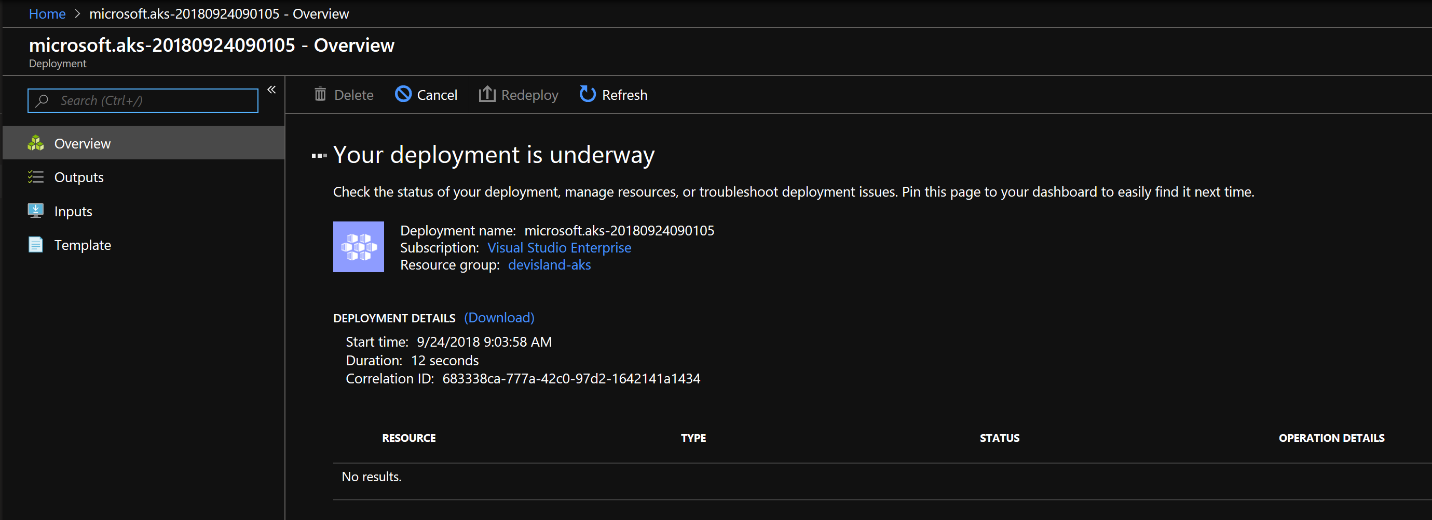 Home > microsoft.aks-20180924090105 - Overview
microsoft.aks-20180924090105 - Overview
Deployment
Search (Ctrl+/)
«
Overview
Outputs
Inputs
Template
Delete Cancel Redeploy Refresh
Your deployment is underway
Check the status of your deployment, manage resources, or troubleshoot deployment issues. Pin this page to your dashboard to easily find it next time.
Deployment name: microsoft.aks-20180924090105
Subscription: Visual Studio Enterprise
Resource group: devisland-aks
DEPLOYMENT DETAILS (Download)
Start time: 9/24/2018 9:03:58 AM
Duration: 12 seconds
Correlation ID: 683338ca-777a-42c0-97d2-1642141a1434
RESOURCE TYPE STATUS OPERATION DETAILS
No results.